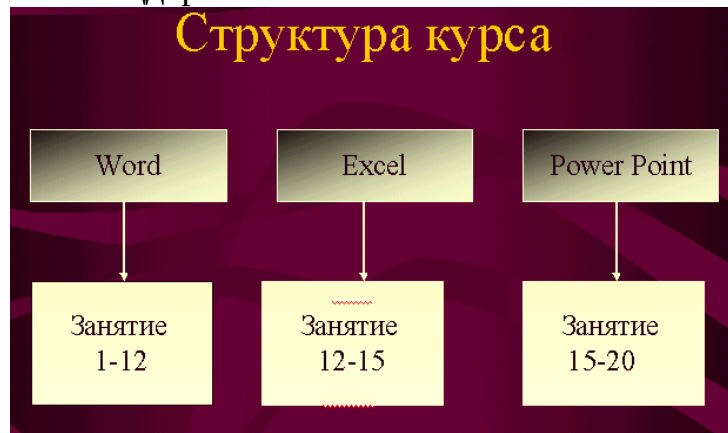 Структура курса
Word
Excel
Power Point
Занятие
1-12
Занятие
12-15
Занятие
15-20